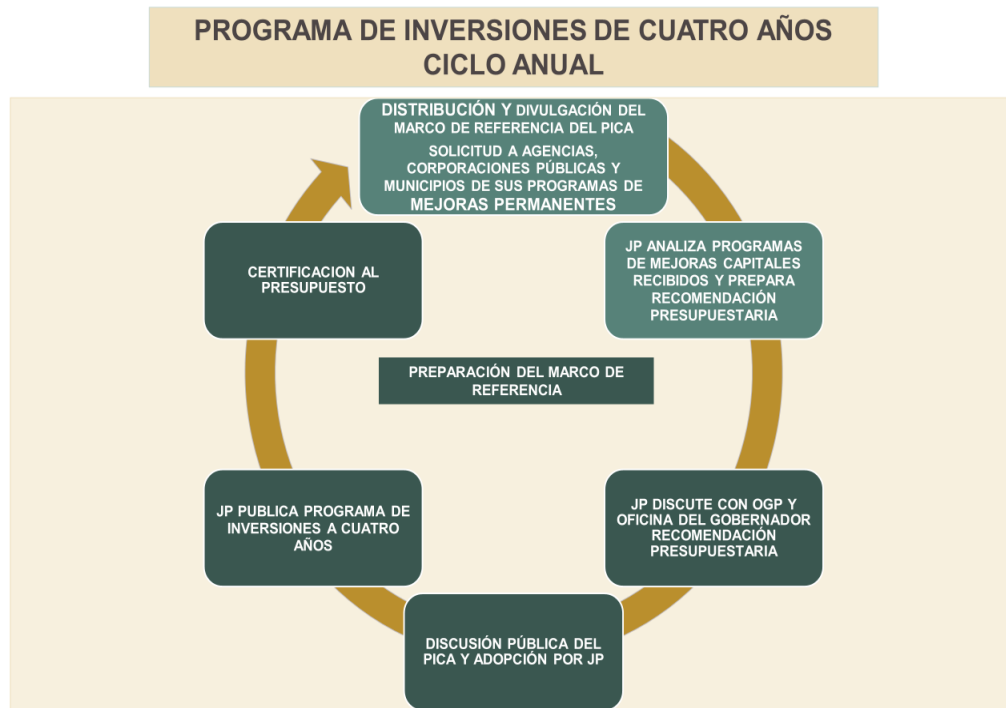 PROGRAMA DE INVERSIONES DE CUATRO AÑOS
CICLO ANUAL
DISTRIBUCIÓN Y DIVULGACIÓN DEL
MARCO DE REFERENCIA DEL PICA
SOLICITUD A AGENCIAS,
CORPORACIONES PÚBLICAS Y
MUNICIPIOS DE SUS PROGRAMAS DE
MEJORAS PERMANENTES
JP ANALIZA PROGRAMAS
DE MEJORAS CAPITALES
RECIBIDOS Y PREPARA
RECOMENDACIÓN
PRESUPUESTARIA
JP DISCUTE CON OGP Y
OFICINA DEL GOBERNADOR
RECOMENDACIÓN
PRESUPUESTARIA
DISCUSIÓN PÚBLICA DEL
PICA Y ADOPCIÓN POR JP
JP PUBLICA PROGRAMA DE
INVERSIONES A CUATRO
AÑOS
CERTIFICACION AL
PRESUPUESTO
PREPARACIÓN DEL MARCO DE
REFERENCIA